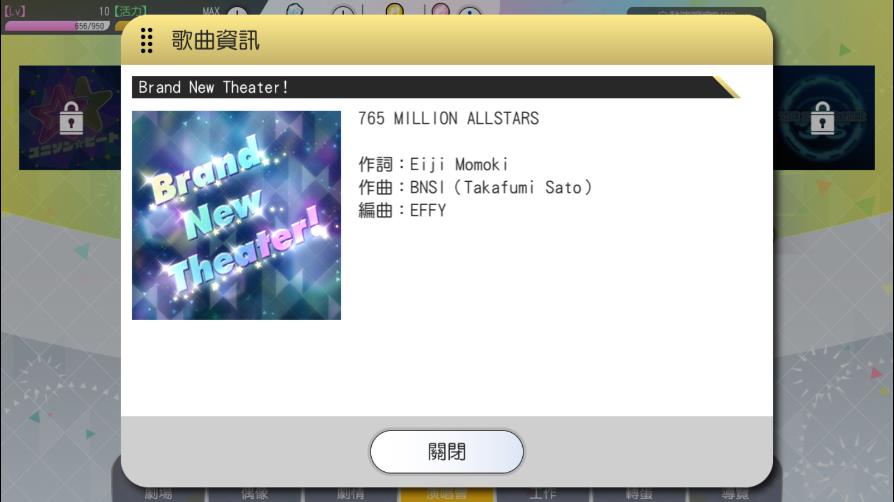 【Lv】 10【活力】 MAX
656/950
歌曲資訊
Brand New Theater!
ユニゾン☆ビート
Brand
New
Theater!
765 MILLION ALLSTARS
作詞：Eiji Momoki
作曲：BNSI（Takafumi Sato）
編曲：EFFY
關閉
劇場 偶像 劇情 演唱會 工作 轉蛋 導覽